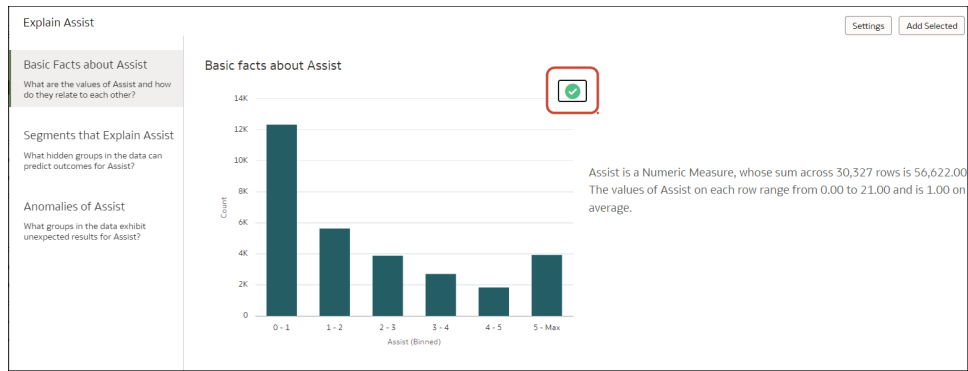 Explain Assist
Settings
Add Selected
Basic Facts about Assist
What are the values of Assist and how
do they relate to each other?
Segments that Explain Assist
What hidden groups in the data can
predict outcomes for Assist?
Anomalies of Assist
What groups in the data exhibit
unexpected results for Assist?
Basic facts about Assist
14K
12K
10K
8K
6K
4K
2K
0
Count
0 - 1
1 - 2
2 - 3
3 - 4
4 - 5
5 - Max
Assist (Binned)
Assist is a Numeric Measure, whose sum across 30,327 rows is 56,622.00
The values of Assist on each row range from 0.00 to 21.00 and is 1.00 on
average.